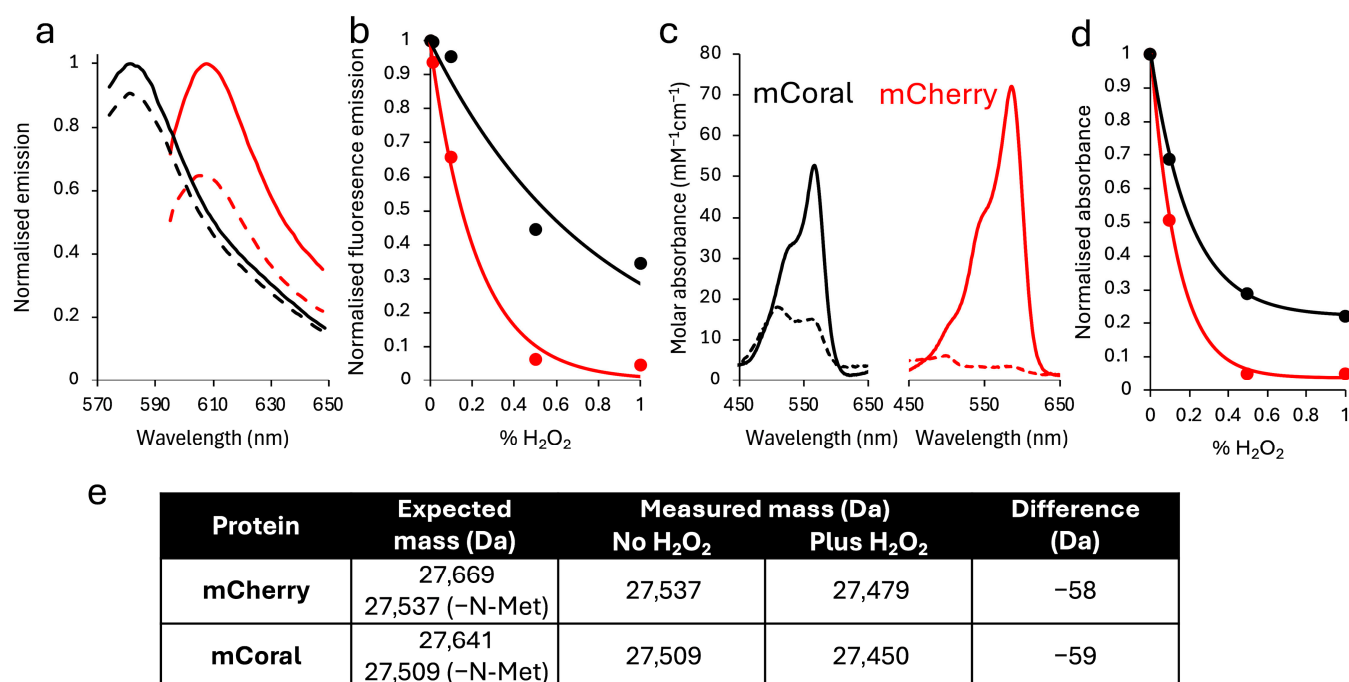 a
Normalised emission
1
0.8
0.6
0.4
0.2
0
570
590
610
630
650
Wavelength (nm)
b
Normalised fluoresence emission
1
0.9
0.8
0.7
0.6
0.5
0.4
0.3
0.2
0.1
0
0
0.2
0.4
0.6
0.8
1
% H₂O₂
c
Molar absorbance (mM⁻¹cm⁻¹)
80
70
60
50
40
30
20
10
0
mCoral
mCherry
450
550
650
450
550
650
Wavelength (nm)
Wavelength (nm)
d
Normalised absorbance
1
0.9
0.8
0.7
0.6
0.5
0.4
0.3
0.2
0.1
0
0
0.2
0.4
0.6
0.8
1
% H₂O₂
e
Protein
Expected
mass (Da)
Measured mass (Da)
No H₂O₂
Plus H₂O₂
Difference
(Da)
mCherry
27,669
27,537 (−N-Met)
27,537
27,479
−58
mCoral
27,641
27,509 (−N-Met)
27,509
27,450
−59